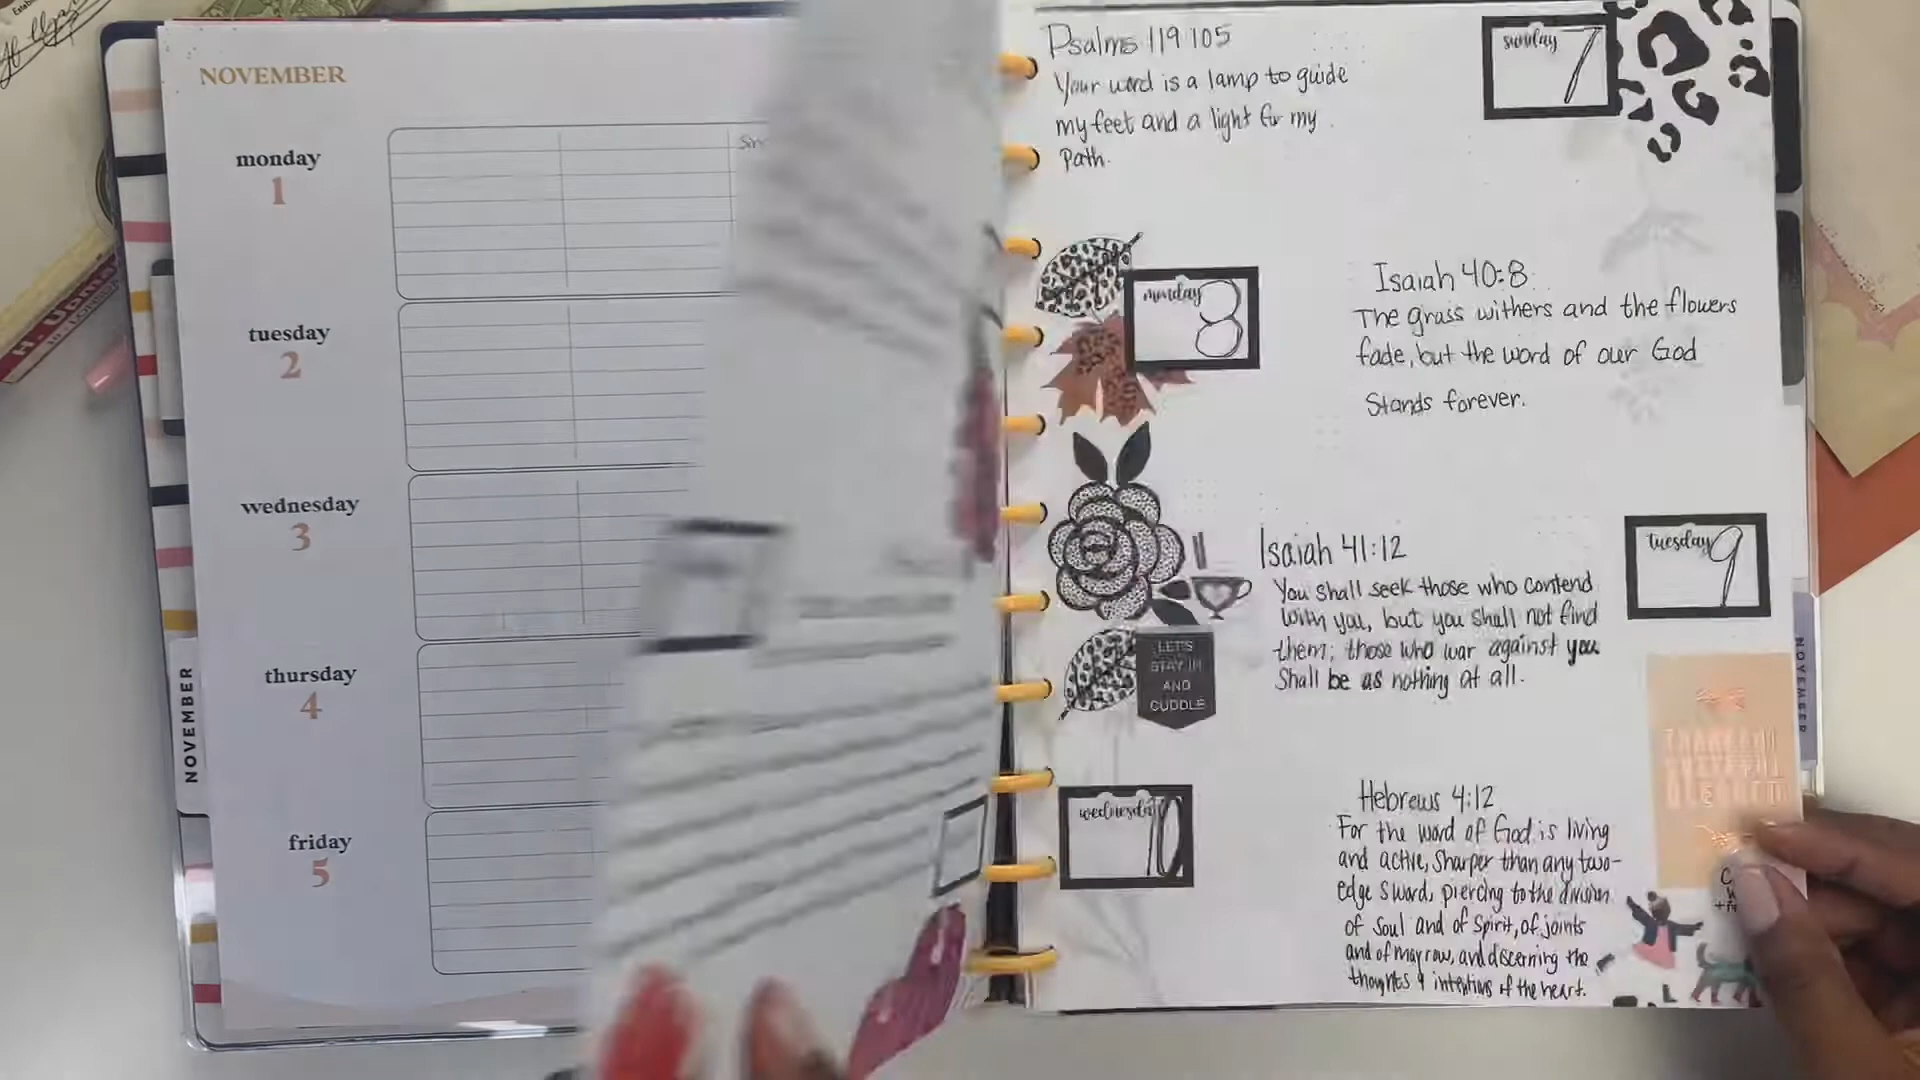 NOVEMBER
monday
1
tuesday
2
wednesday
3
thursday
4
friday
5
NOVEMBER
Psalms 119 105
Your word is a lamp to guide
my feet and a light for my
Path.
sunday 7
monday 8
Isaiah 40:8
The grass withers and the flowers
fade, but the word of our God
Stands forever.
Isaiah 41:12
You shall seek those who contend
with you, but you shall not find
them; those who war against you
Shall be as nothing at all.
tuesday 9
LET'S
STAY IN
AND
CUDDLE
wednesday 10
Hebrews 4:12
For the word of God is living
and active, Sharper than any two-
edge sword, piercing to the division
of Soul and of Spirit, of joints
and of marrow, and discerning the
thoughts & intentions of the heart.
THANKFUL
GRATEFUL
BLESSED
NOVEMBER